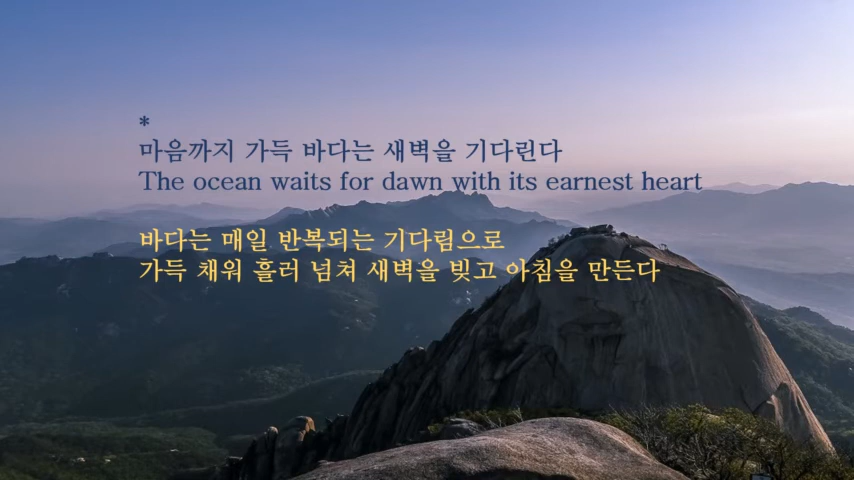 *
마음까지 가득 바다는 새벽을 기다린다
The ocean waits for dawn with its earnest heart
바다는 매일 반복되는 기다림으로
가득 채워 흘러 넘쳐 새벽을 빚고 아침을 만든다